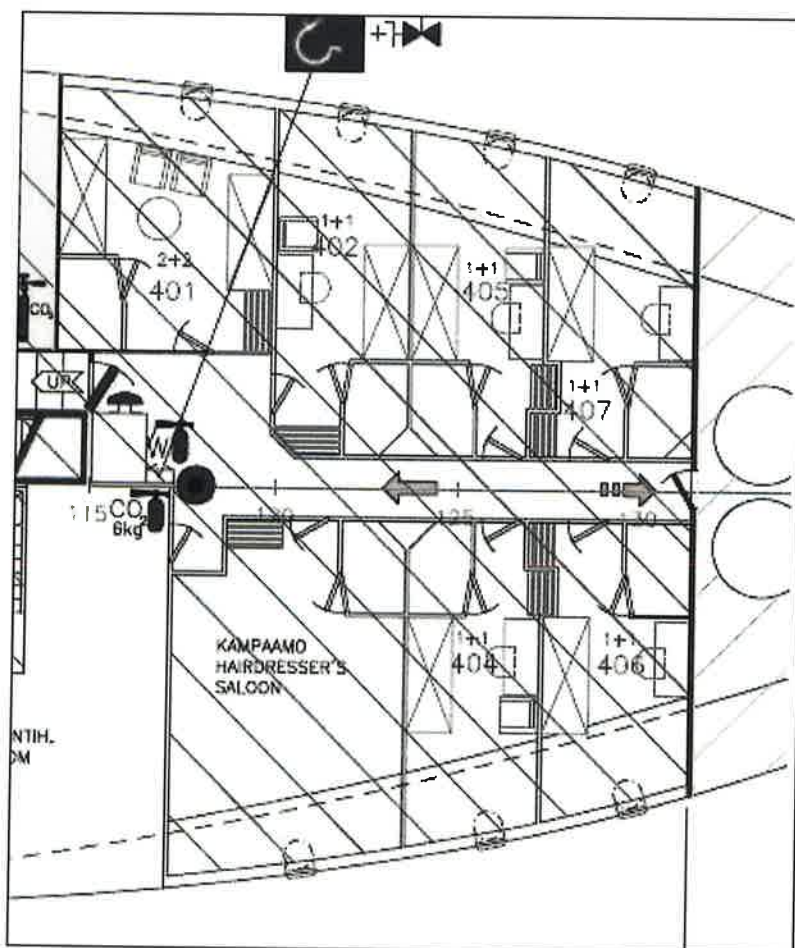 1+1
402
2+2
401
1+1
405
CO₂
UP
1+1
407
W
115
CO₂
6kg
120
125
130
KAMPAAMO
HAIRDRESSER'S
SALOON
1+1
404
1+1
406
NTIH.
OM